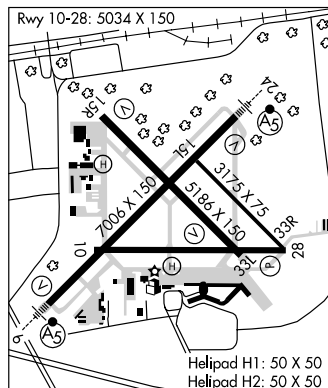 Rwy 10-28: 5034 X 150
15R
V
24
A5
15L
V
H
3175 X 75
7006 X 150
5186 X 150
33R
V
10
28
33L
P
H
V
6
A5
Helipad H1: 50 X 50
Helipad H2: 50 X 50